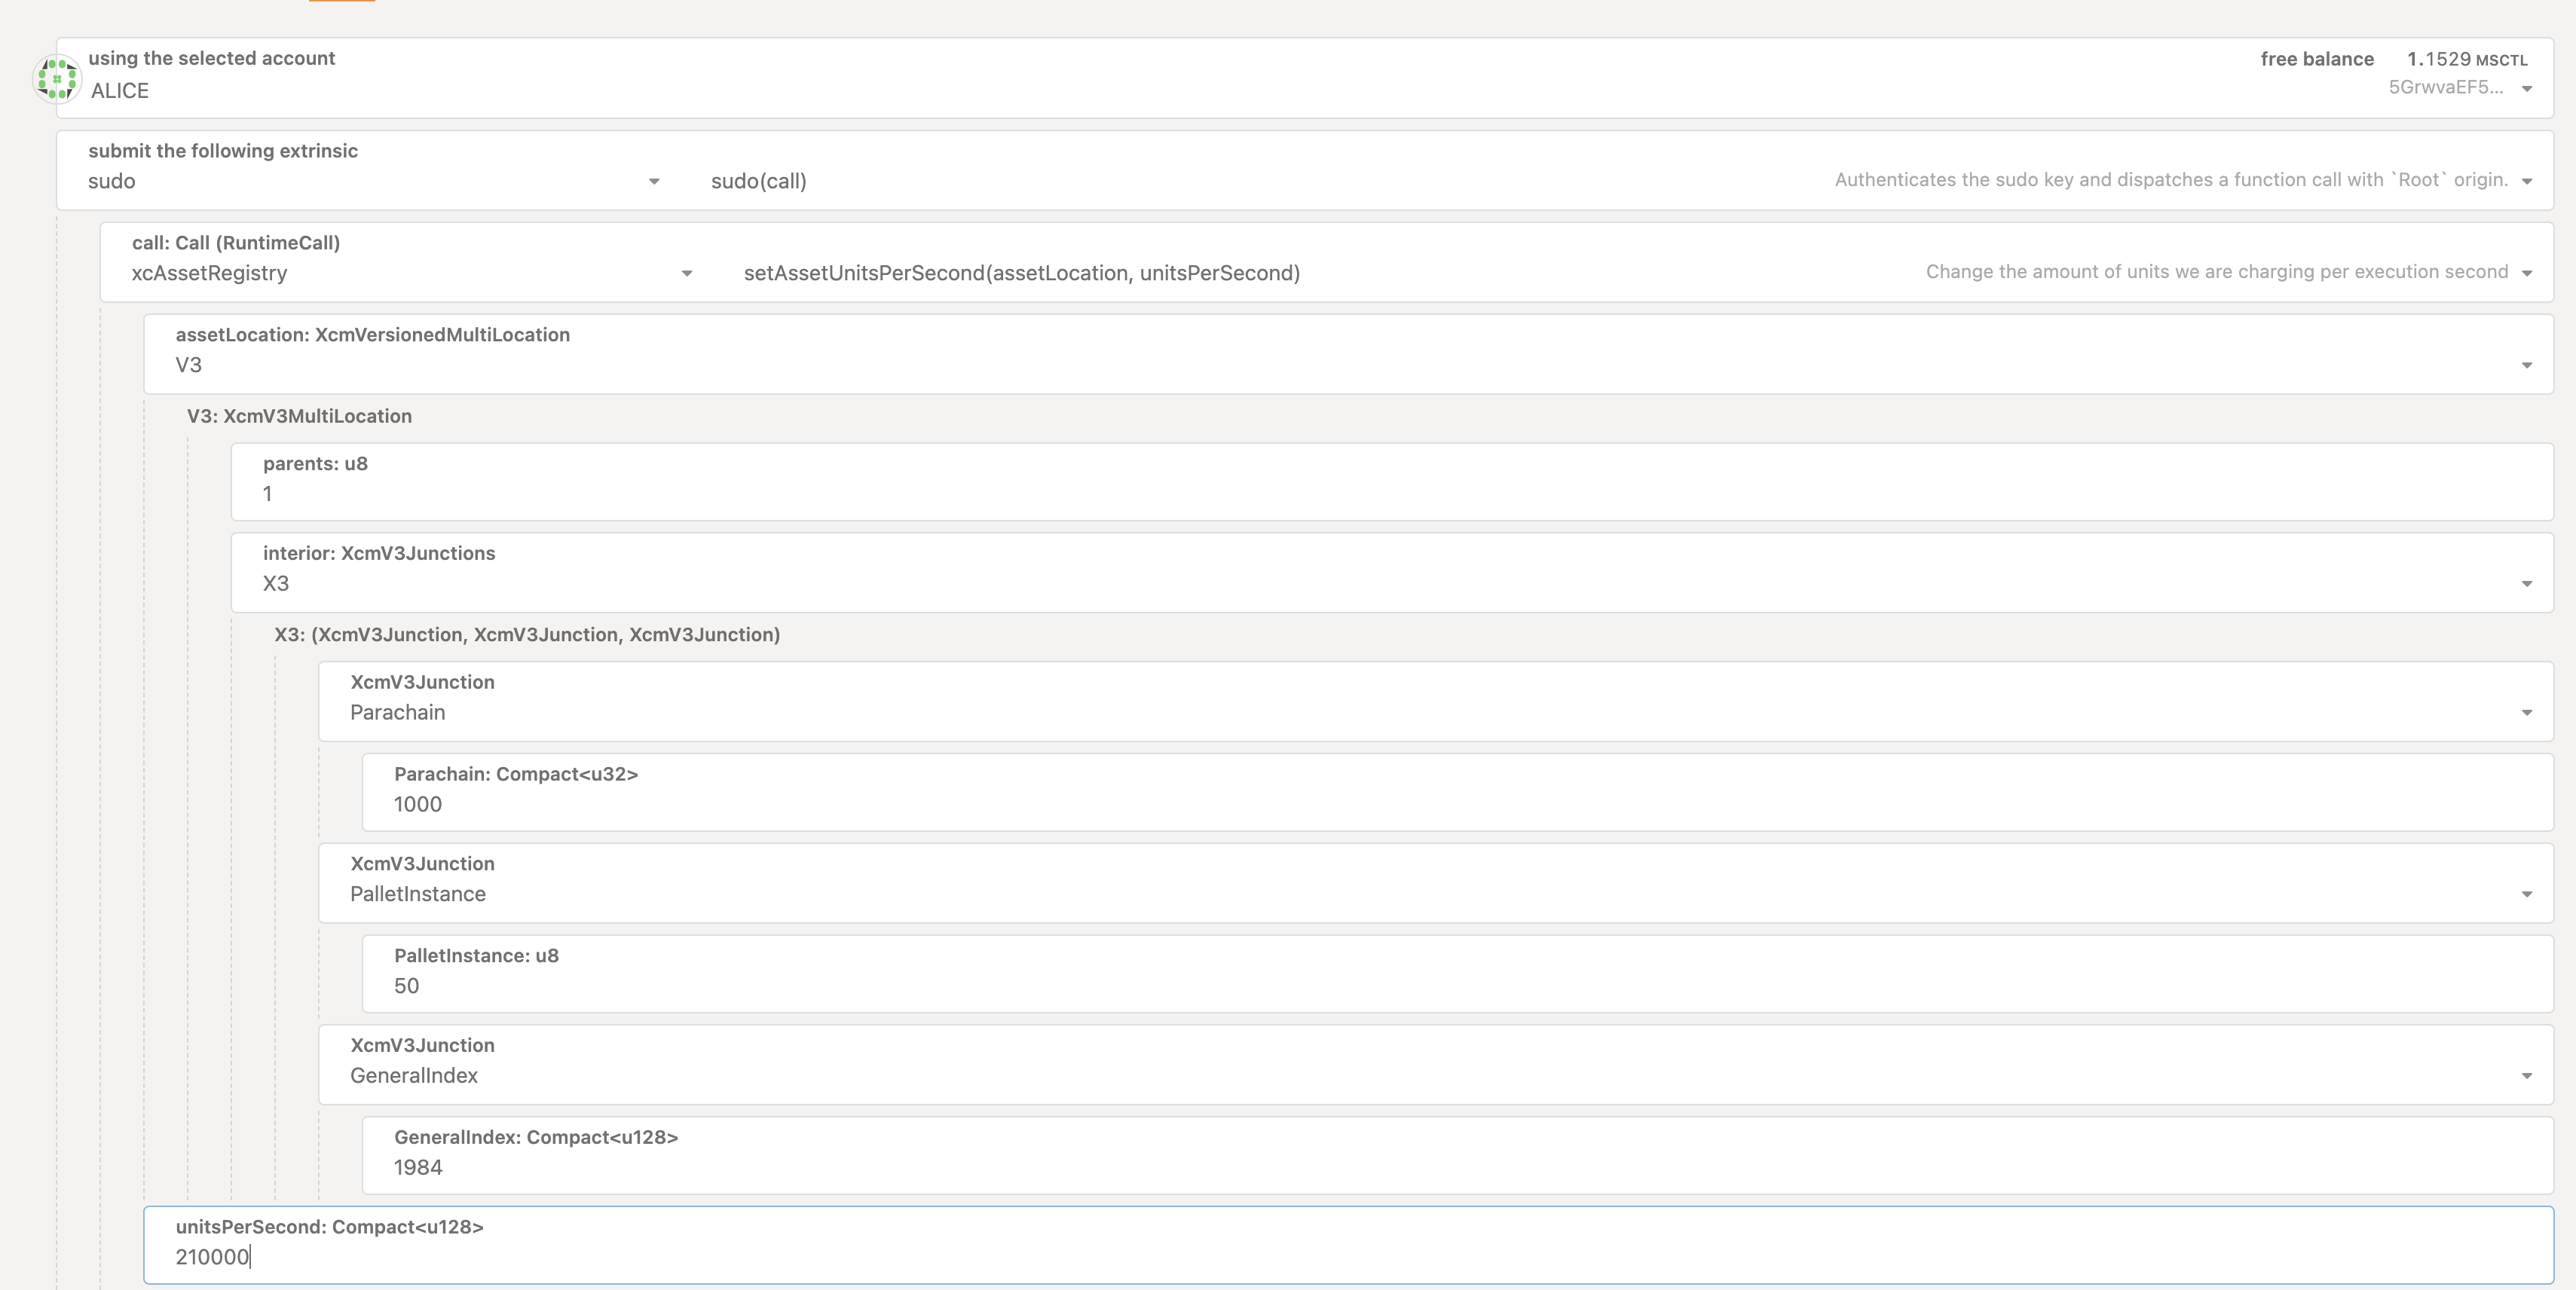 using the selected account
ALICE
free balance 1.1529 MSCTL
5GrwvaEF5...
submit the following extrinsic
sudo
sudo(call)
Authenticates the sudo key and dispatches a function call with `Root` origin.
call: Call (RuntimeCall)
xcAssetRegistry
setAssetUnitsPerSecond(assetLocation, unitsPerSecond)
Change the amount of units we are charging per execution second
assetLocation: XcmVersionedMultiLocation
V3
V3: XcmV3MultiLocation
parents: u8
1
interior: XcmV3Junctions
X3
X3: (XcmV3Junction, XcmV3Junction, XcmV3Junction)
XcmV3Junction
Parachain
Parachain: Compact<u32>
1000
XcmV3Junction
PalletInstance
PalletInstance: u8
50
XcmV3Junction
GeneralIndex
GeneralIndex: Compact<u128>
1984
unitsPerSecond: Compact<u128>
210000